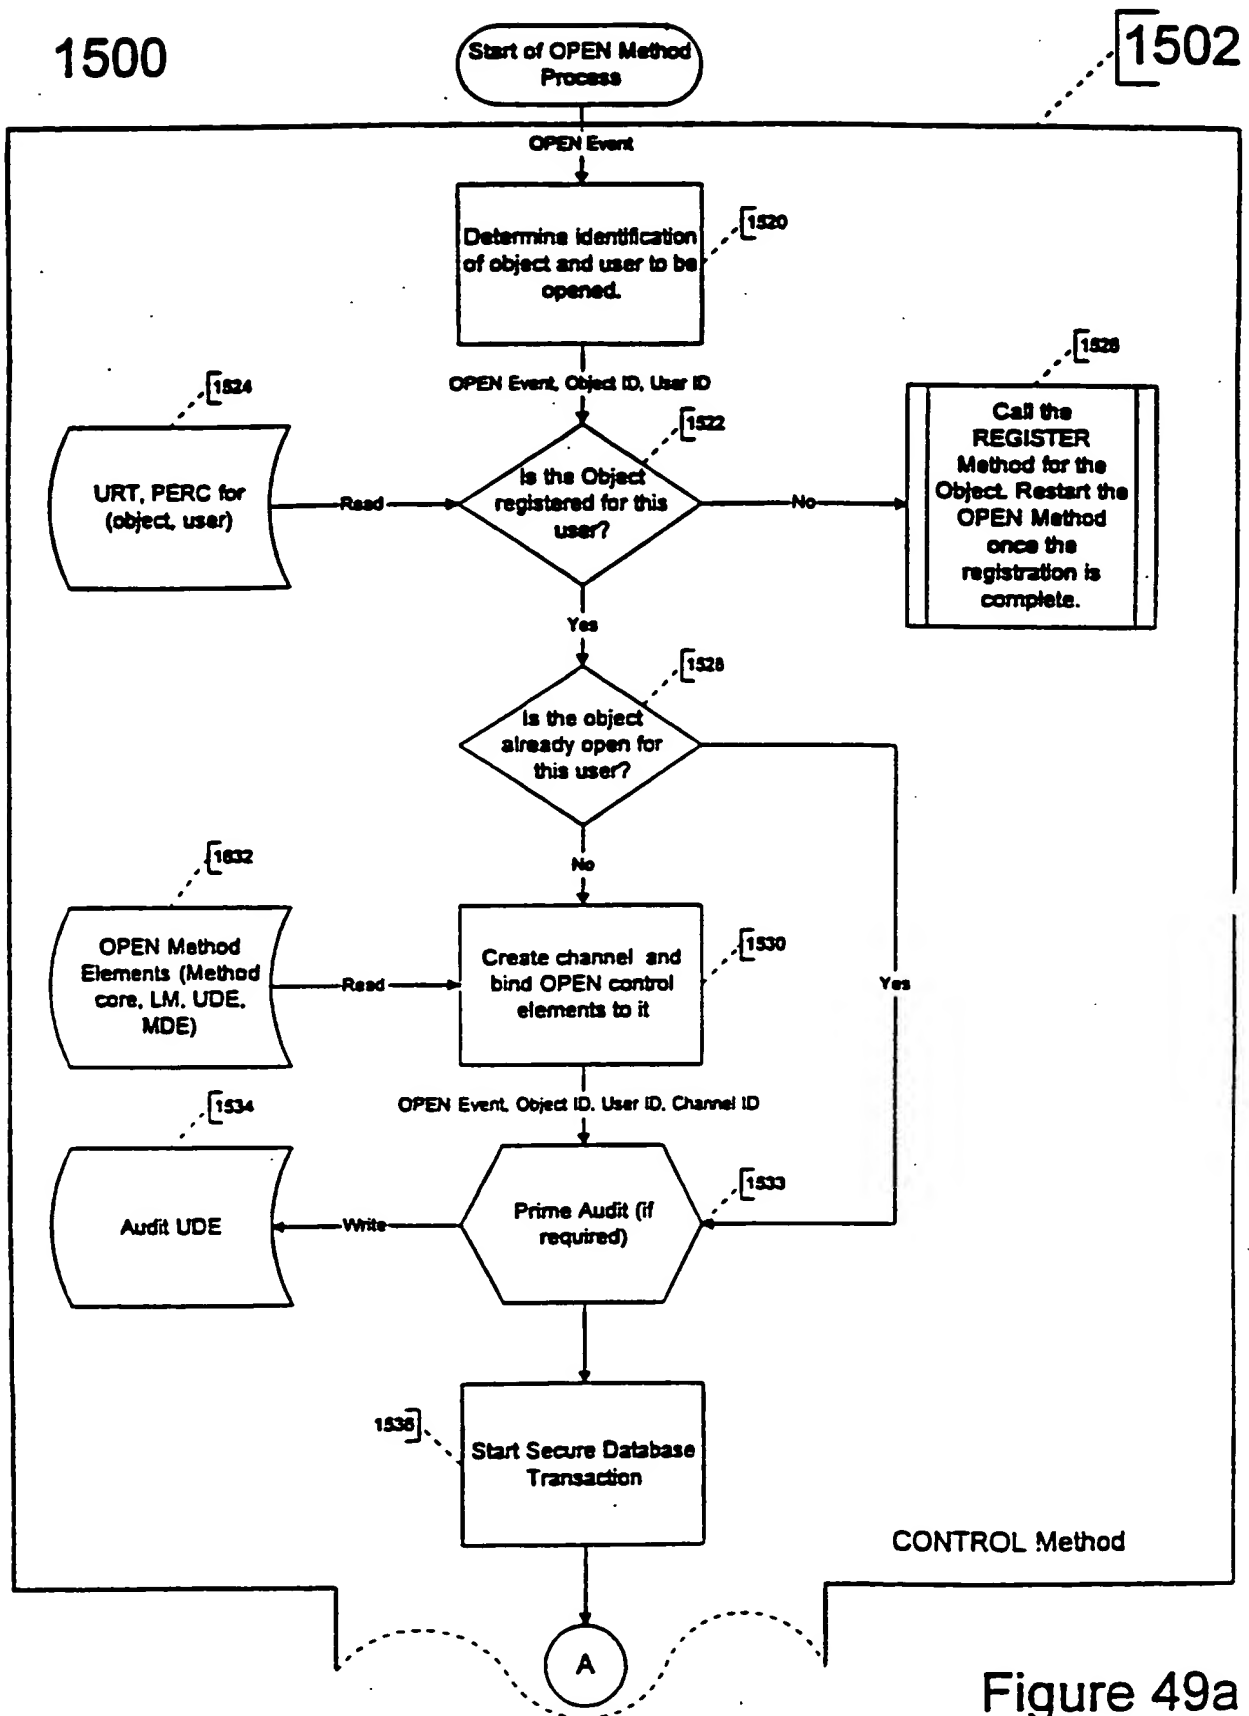 1500
Start of OPEN Method
Process
1502
OPEN Event
Determine identification
of object and user to be
opened.
1520
OPEN Event, Object ID, User ID
1524
URT, PERC for
(object, user)
Read
1522
Is the Object
registered for this
user?
No
1526
Call the
REGISTER
Method for the
Object. Restart the
OPEN Method
once the
registration is
complete.
Yes
1528
Is the object
already open for
this user?
No
Yes
1632
OPEN Method
Elements (Method
core, LM, UDE,
MDE)
Read
Create channel and
bind OPEN control
elements to it
1530
OPEN Event, Object ID, User ID, Channel ID
1534
Audit UDE
Write
Prime Audit (if
required)
1533
1536
Start Secure Database
Transaction
CONTROL Method
A
Figure 49a